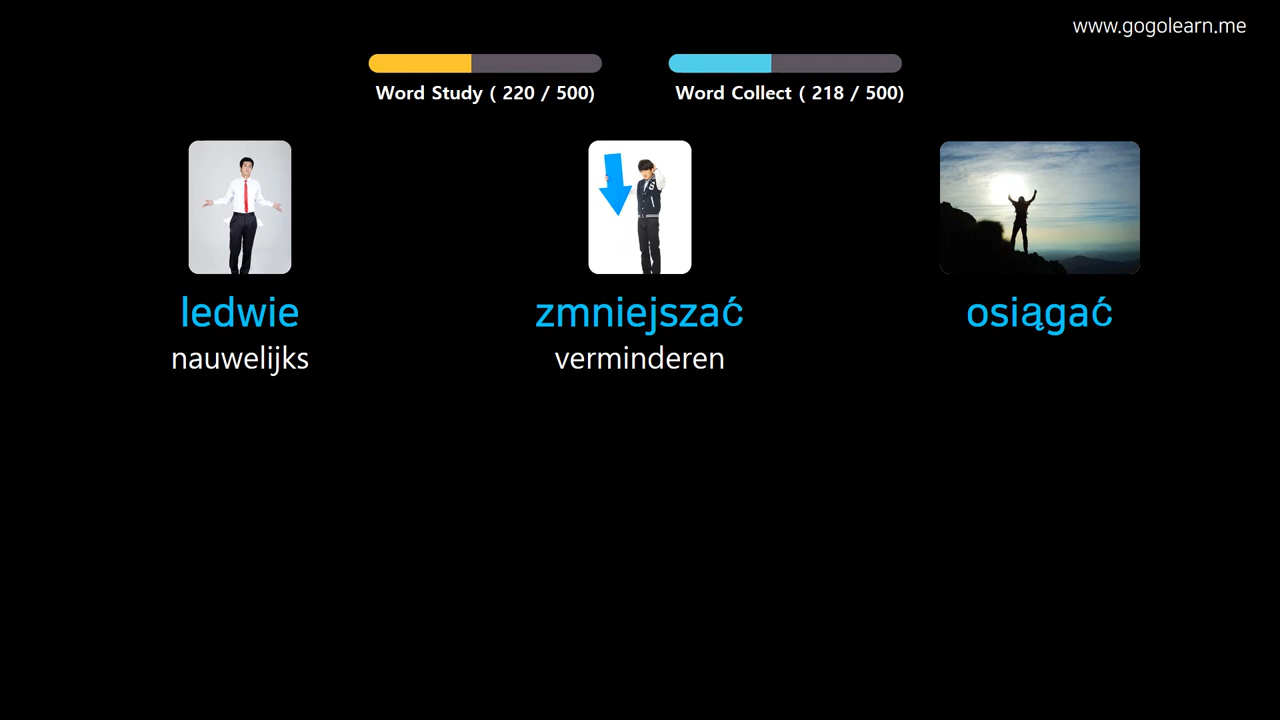 www.gogolearn.me
Word Study ( 220 / 500)
Word Collect ( 218 / 500)
ledwie
nauwelijks
zmniejszać
verminderen
osiągać